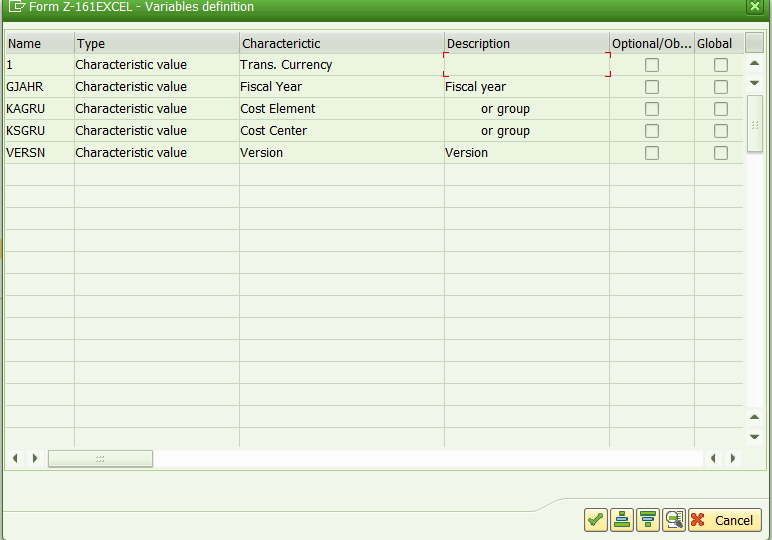 Form Z-161EXCEL - Variables definition
Name Type Characterictic Description Optional/Ob... Global
1 Characteristic value Trans. Currency
GJAHR Characteristic value Fiscal Year Fiscal year
KAGRU Characteristic value Cost Element or group
KSGRU Characteristic value Cost Center or group
VERSN Characteristic value Version Version
Cancel